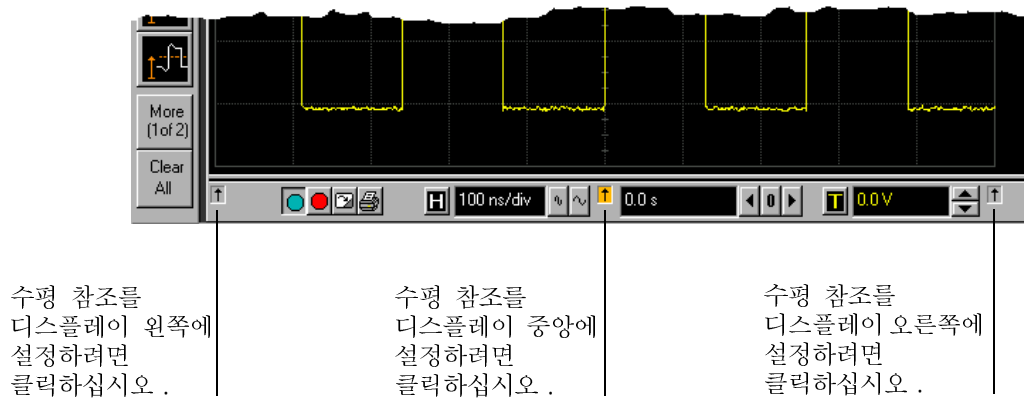 More
(1of 2)
Clear
All
H 100 ns/div 0.0 s 0 T 0.0 V
수평 참조를
디스플레이 왼쪽에
설정하려면
클릭하십시오 .
수평 참조를
디스플레이 중앙에
설정하려면
클릭하십시오 .
수평 참조를
디스플레이 오른쪽에
설정하려면
클릭하십시오 .